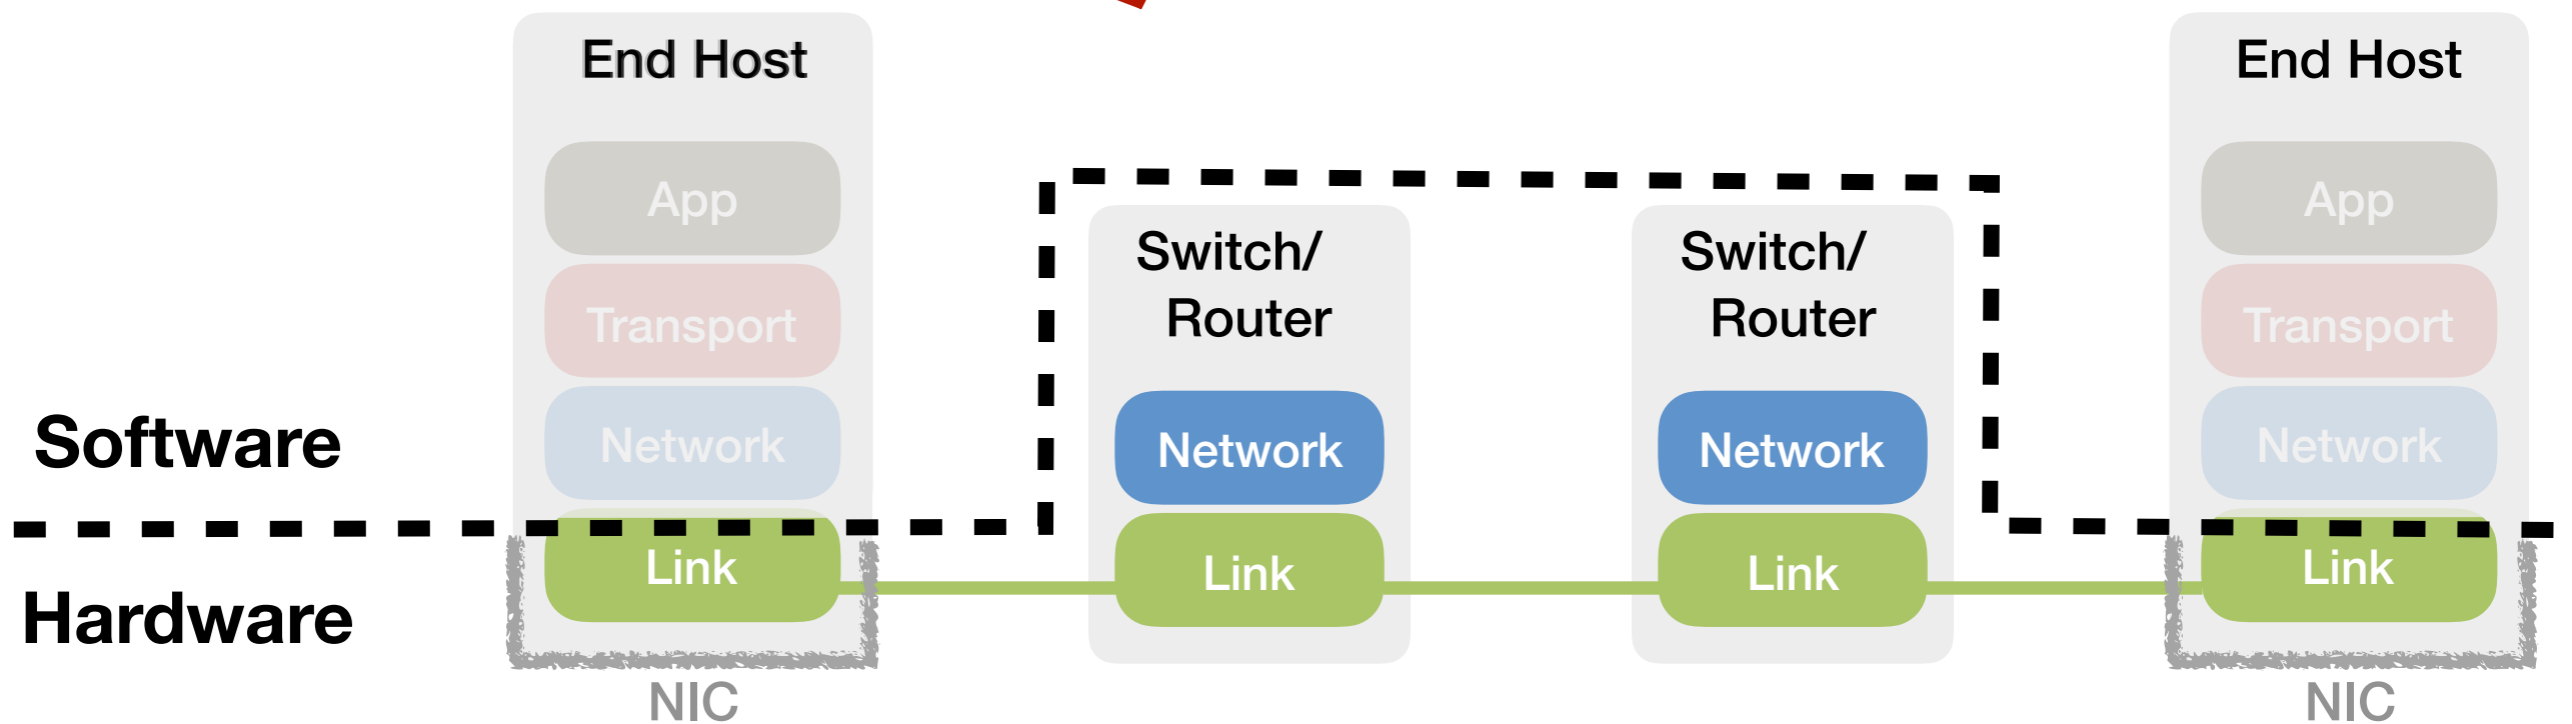 End Host
App
Transport
Network
Link
NIC
Switch/
Router
Network
Link
Switch/
Router
Network
Link
End Host
App
Transport
Network
Link
NIC
Software
Hardware